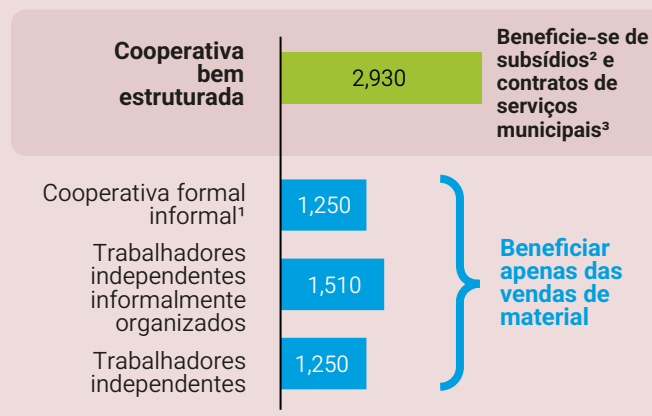 Cooperativa
bem
estruturada
2,930
Beneficie-se de
subsídios² e
contratos de
serviços
municipais³
Cooperativa formal
informal¹
1,250
Trabalhadores
independentes
informalmente
organizados
1,510
Trabalhadores
independentes
1,250
Beneficiar
apenas das
vendas de
material